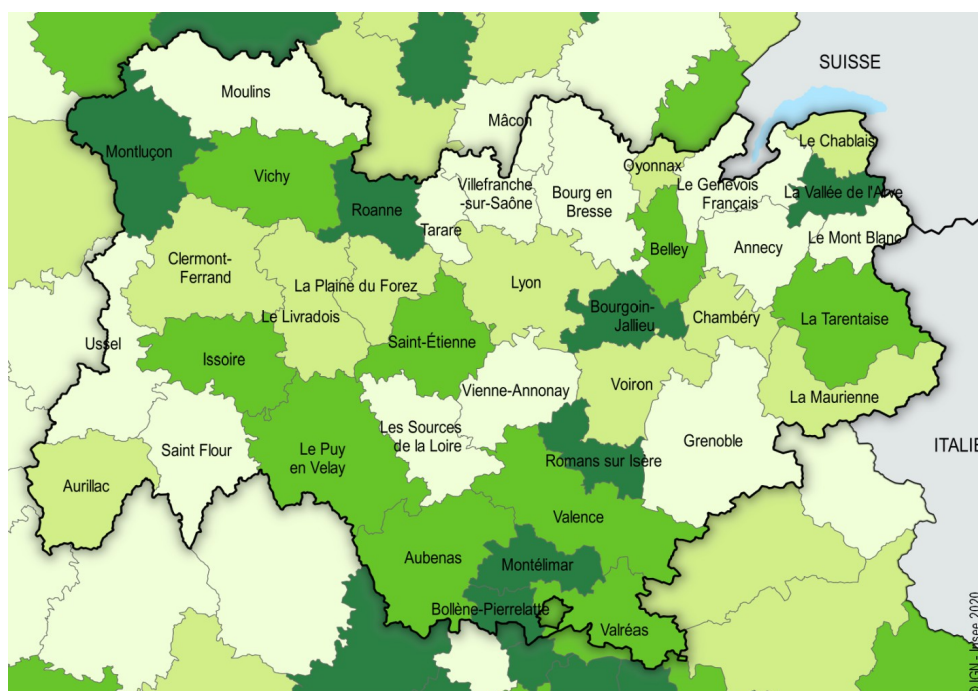 SUISSE
Moulins
Mâcon
Le Chablais
Montluçon
Vichy
Oyonnax
Villefranche
-sur-Saône
Bourg en
Bresse
Le Genevois
Français
La Vallée de l'Arve
Roanne
Tarare
Belley
Annecy
Le Mont Blanc
Clermont-
Ferrand
La Plaine du Forez
Lyon
Bourgoin-
Jallieu
Chambéry
La Tarentaise
Le Livradois
Ussel
Saint-Étienne
Issoire
Vienne-Annonay
Voiron
La Maurienne
Les Sources
de la Loire
Grenoble
ITALIE
Saint Flour
Le Puy
en Velay
Romans sur Isère
Aurillac
Valence
Aubenas
Montélimar
Bollène-Pierrelatte
Valréas
IGN - Insee 2020